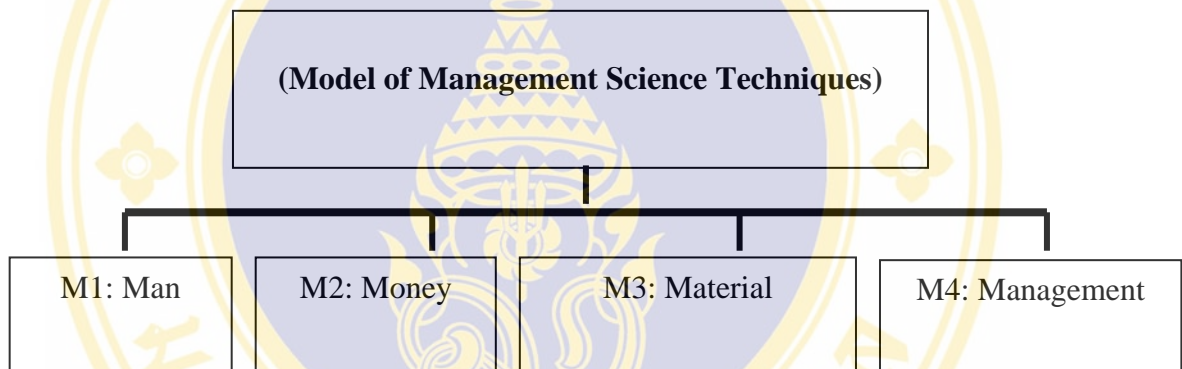 (Model of Management Science Techniques)
M1: Man
M2: Money
M3: Material
M4: Management